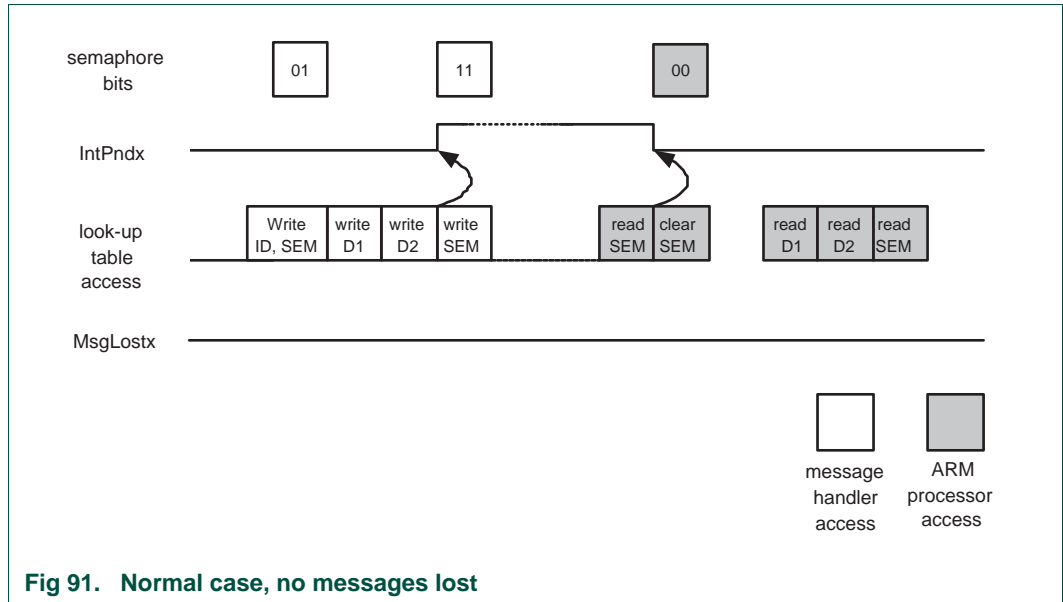 semaphore
bits
01
11
00
IntPndx
look-up
table
access
Write
ID, SEM
write
D1
write
D2
write
SEM
read
SEM
clear
SEM
read
D1
read
D2
read
SEM
MsgLostx
message
handler
access
ARM
processor
access
Fig 91. Normal case, no messages lost